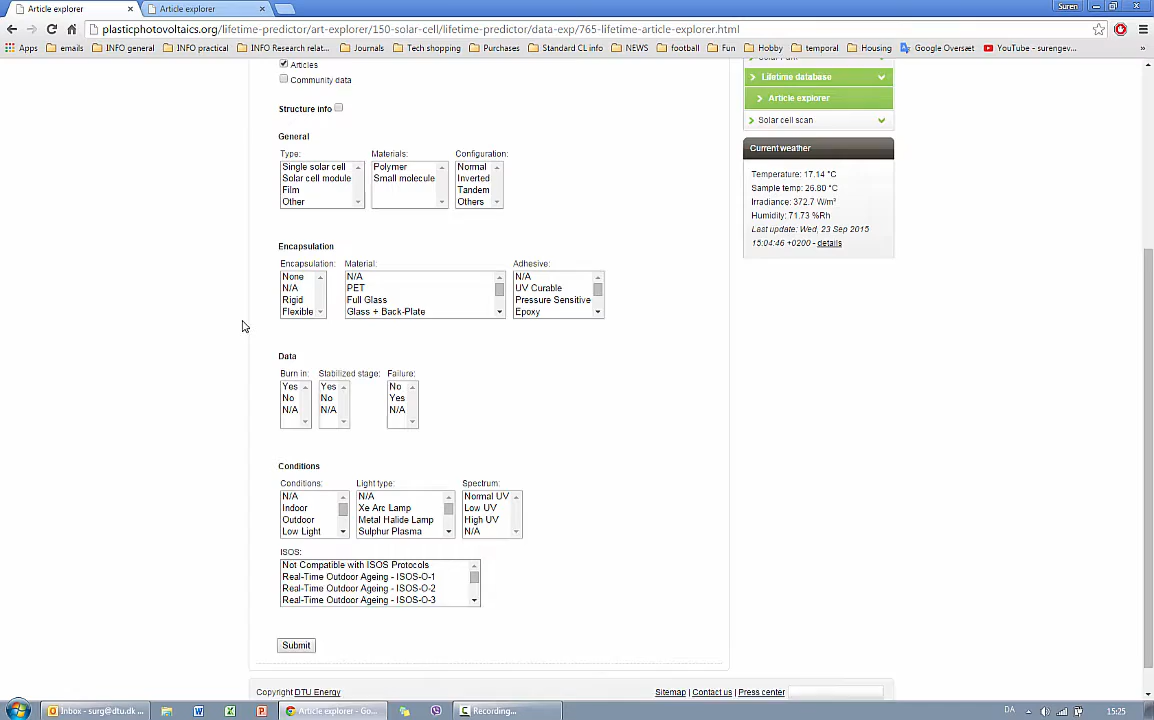 Article explorer
Article explorer
Suren
plasticphotovoltaics.org/lifetime-predictor/art-explorer/150-solar-cell/lifetime-predictor/data-exp/765-lifetime-article-explorer.html
Apps emails INFO general INFO practical INFO Research relat... Journals Tech shopping Purchases Standard CL info NEWS football Fun Hobby temporal Housing Google Overset YouTube - surengev...
Articles
Community data
Structure info
General
Type: Materials: Configuration:
Single solar cell Polymer Normal
Solar cell module Small molecule Inverted
Film Tandem
Other Others
Encapsulation
Encapsulation: Material: Adhesive:
None N/A N/A
N/A PET UV Curable
Rigid Full Glass Pressure Sensitive
Flexible Glass + Back-Plate Epoxy
Data
Burn in: Stabilized stage: Failure:
Yes Yes No
No No Yes
N/A N/A N/A
Conditions
Conditions: Light type: Spectrum:
N/A N/A Normal UV
Indoor Xe Arc Lamp Low UV
Outdoor Metal Halide Lamp High UV
Low Light Sulphur Plasma N/A
ISOS:
Not Compatible with ISOS Protocols
Real-Time Outdoor Ageing - ISOS-O-1
Real-Time Outdoor Ageing - ISOS-O-2
Real-Time Outdoor Ageing - ISOS-O-3
Submit
Lifetime database
Article explorer
Solar cell scan
Current weather
Temperature: 17.14 °C
Sample temp: 26.80 °C
Irradiance: 372.7 W/m²
Humidity: 71.73 %Rh
Last update: Wed, 23 Sep 2015
15:04:46 +0200 - details
Copyright DTU Energy
Sitemap | Contact us | Press center
Inbox - surg@dtu.dk ...
Article explorer - Go...
Recording...
DA
15:25